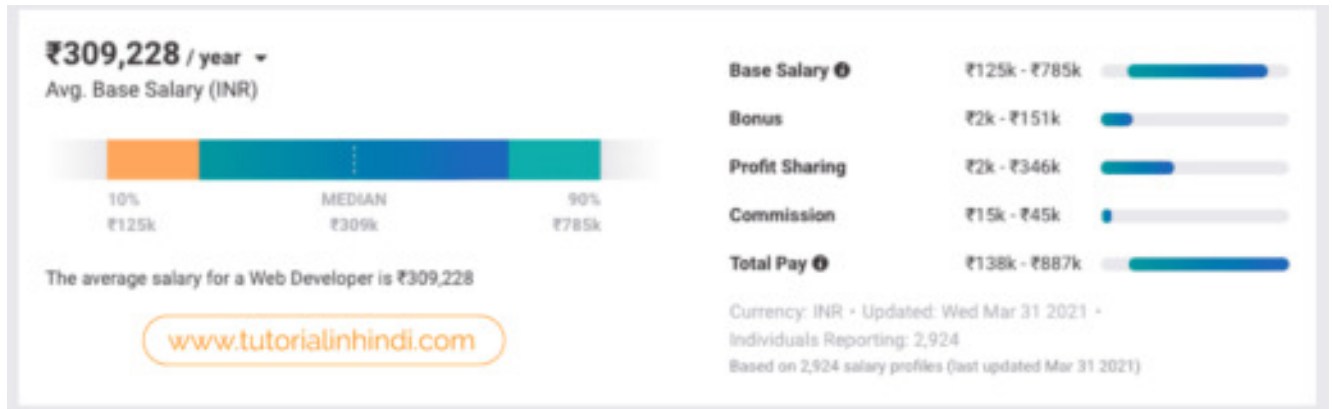 ₹309,228 / year
Avg. Base Salary (INR)
10% MEDIAN 90%
₹125k ₹309k ₹785k
The average salary for a Web Developer is ₹309,228
www.tutorialinhindi.com
Base Salary ₹125k - ₹785k
Bonus ₹2k - ₹151k
Profit Sharing ₹2k - ₹346k
Commission ₹15k - ₹45k
Total Pay ₹138k - ₹887k
Currency: INR • Updated: Wed Mar 31 2021 •
Individuals Reporting: 2,924
Based on 2,924 salary profiles (last updated Mar 31 2021)